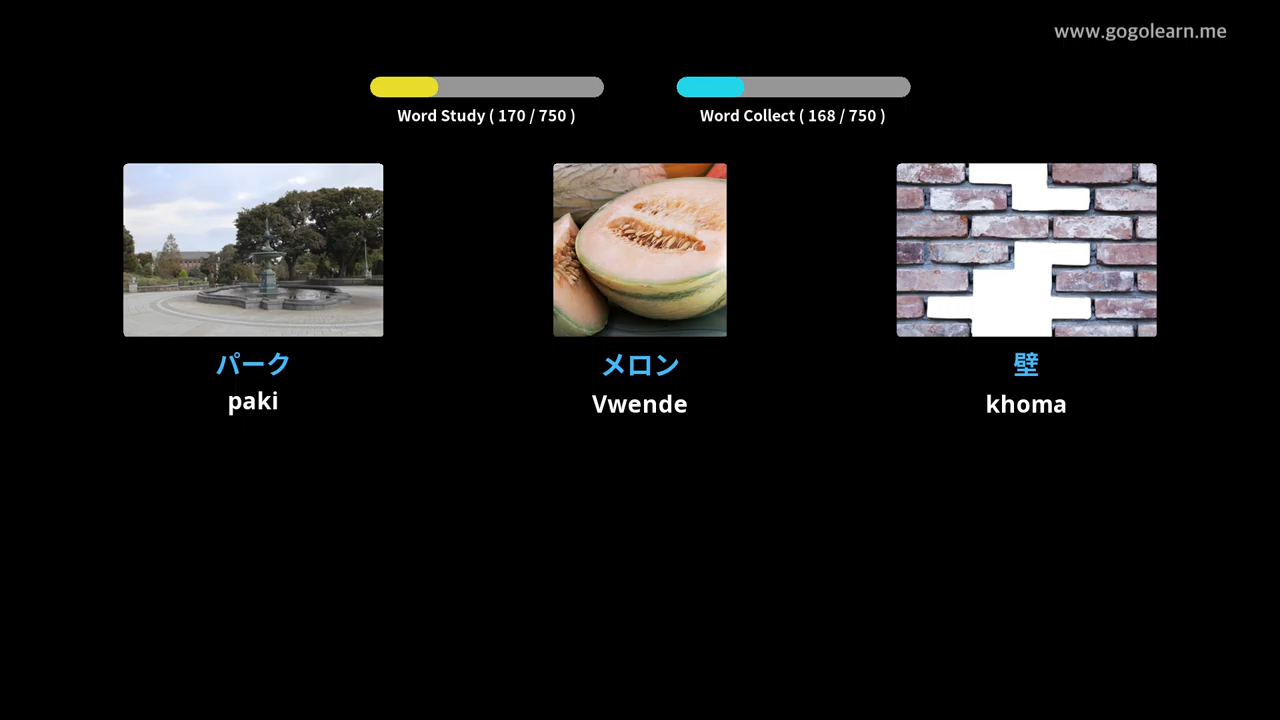 www.gogolearn.me
Word Study ( 170 / 750 )
Word Collect ( 168 / 750 )
パーク
メロン
壁
paki
Vwende
khoma